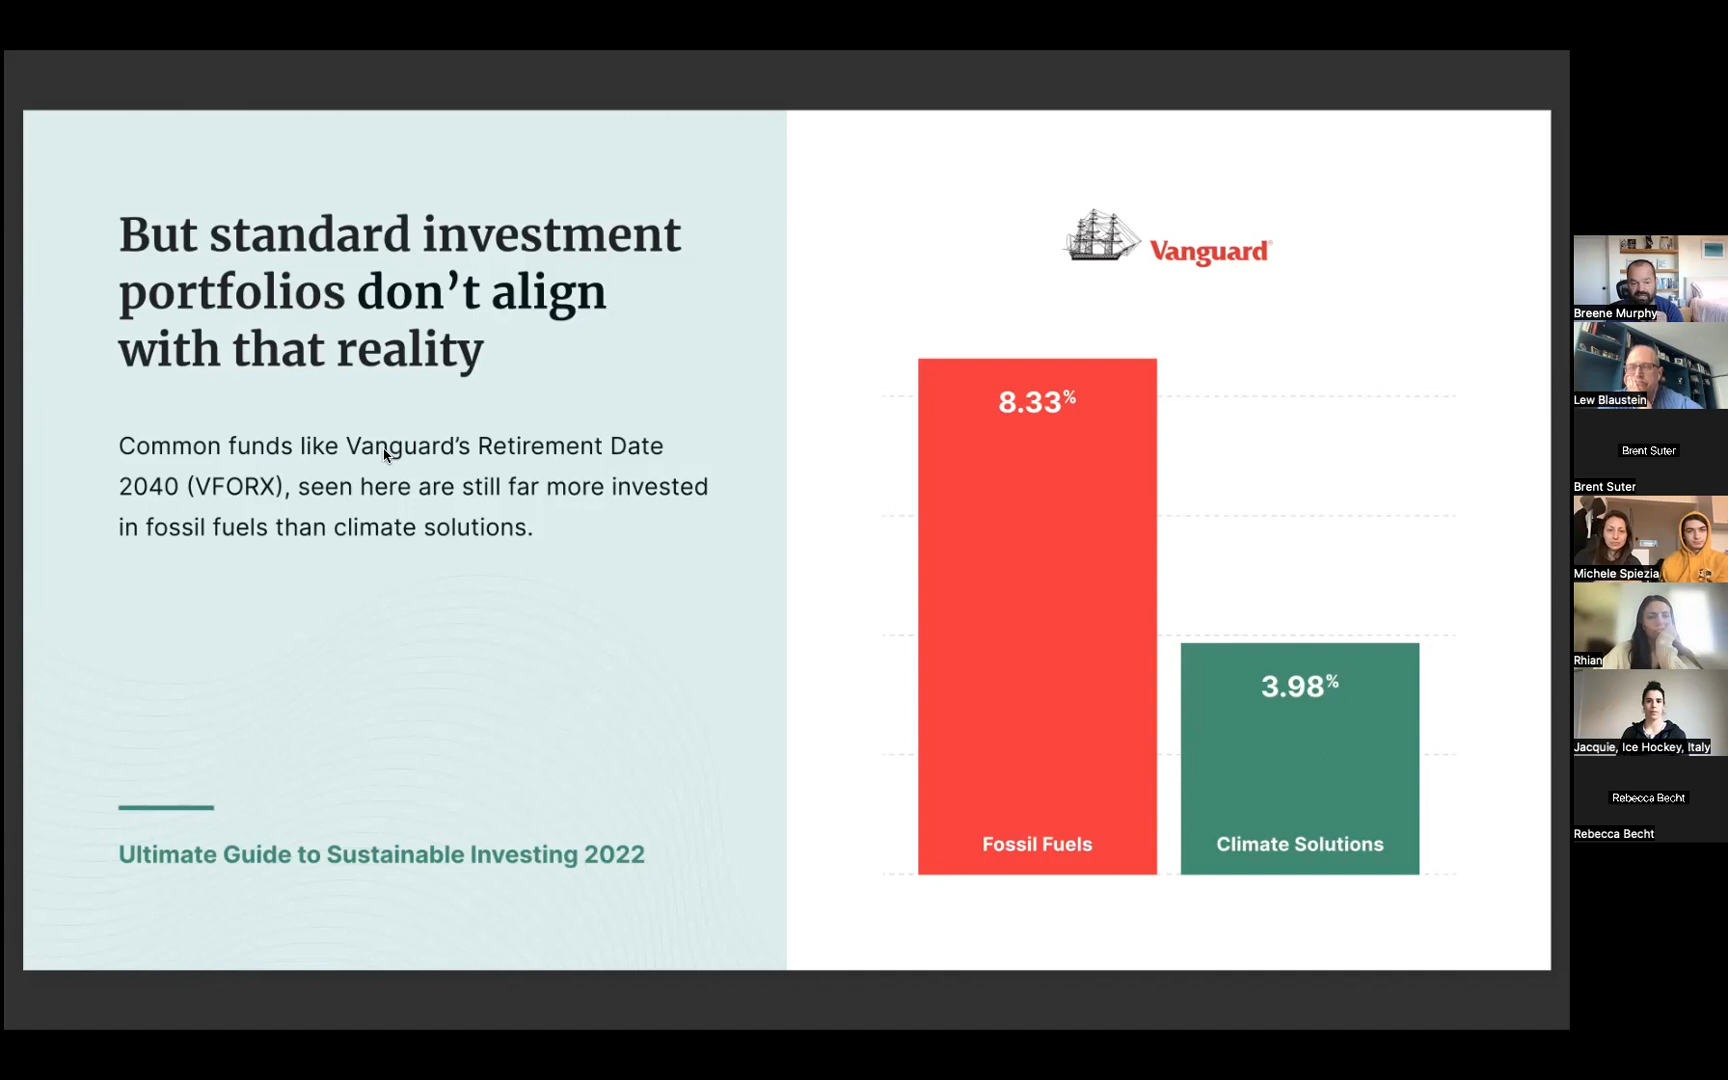 But standard investment
portfolios don’t align
with that reality
Common funds like Vanguard’s Retirement Date
2040 (VFORX), seen here are still far more invested
in fossil fuels than climate solutions.
Ultimate Guide to Sustainable Investing 2022
Vanguard®
8.33%
Fossil Fuels
3.98%
Climate Solutions
Breene Murphy
Lew Blaustein
Brent Suter
Brent Suter
Michele Spiezia
Rhian
Jacquie, Ice Hockey, Italy
Rebecca Becht
Rebecca Becht